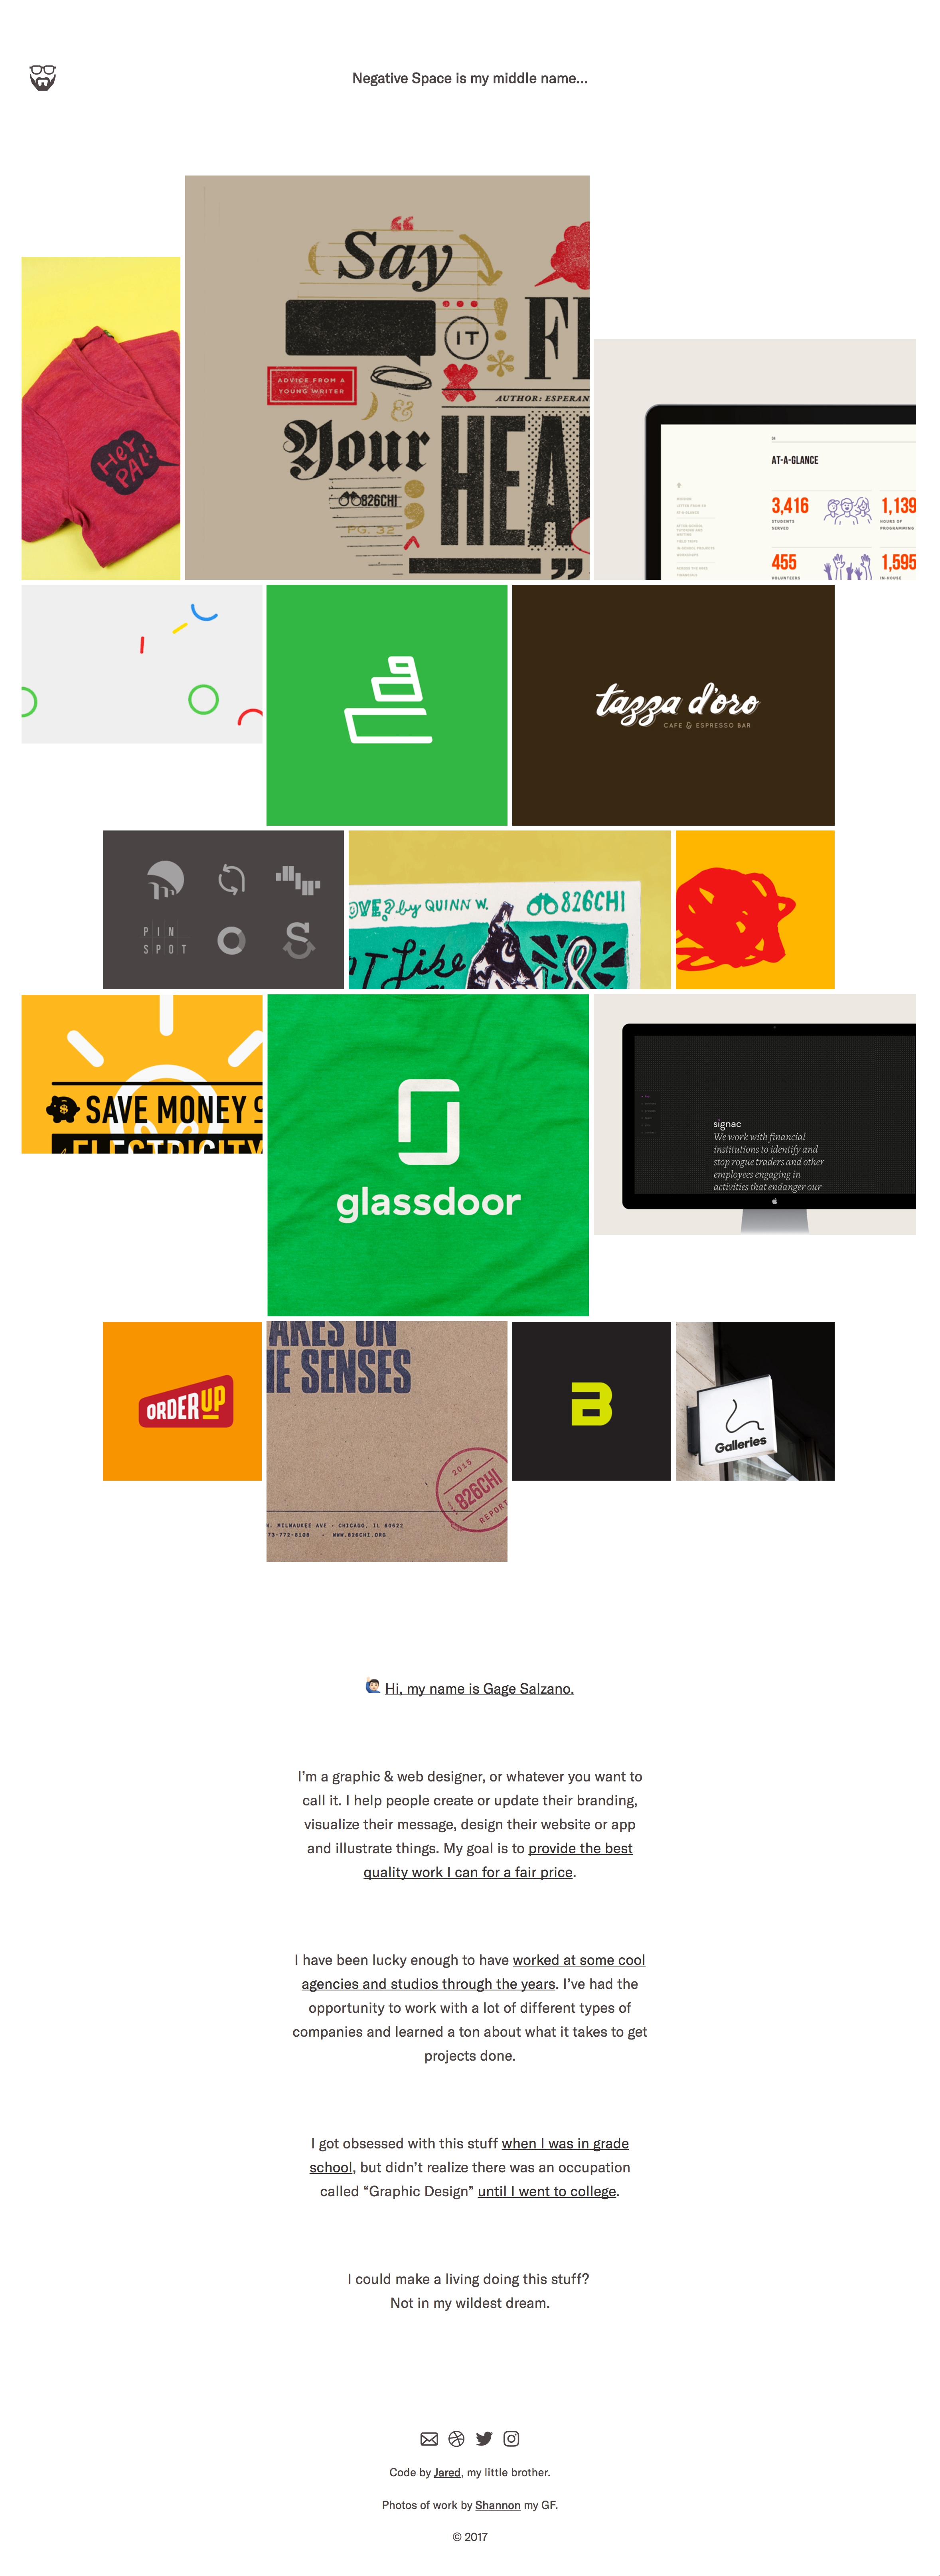 Negative Space is my middle name...
“
Say
IT
ADVICE FROM A
YOUNG WRITER
&
AUTHOR: ESPERAN
Your
HEA
826CHI
PG. 32
”
HEY
PAL!
AT-A-GLANCE
3,416
1,139
STUDENTS
SERVED
HOURS OF
PROGRAMMING
455
1,595
VOLUNTEERS
IN-HOUSE
tazza d'oro
CAFE & ESPRESSO BAR
PIN
SPOT
OVE? by QUINN W.
826CHI
T Like
SAVE MONEY
ELECTRICITY
glassdoor
signac
We work with financial
institutions to identify and
stop rogue traders and other
employees engaging in
activities that endanger our
ORDER UP
AKES ON
E SENSES
2015
826CHI
REPORT
. MILWAUKEE AVE - CHICAGO, IL 60622
73-772-8108 / WWW.826CHI.ORG
B
Galleries
Hi, my name is Gage Salzano.
I’m a graphic & web designer, or whatever you want to
call it. I help people create or update their branding,
visualize their message, design their website or app
and illustrate things. My goal is to provide the best
quality work I can for a fair price.
I have been lucky enough to have worked at some cool
agencies and studios through the years. I’ve had the
opportunity to work with a lot of different types of
companies and learned a ton about what it takes to get
projects done.
I got obsessed with this stuff when I was in grade
school, but didn’t realize there was an occupation
called “Graphic Design” until I went to college.
I could make a living doing this stuff?
Not in my wildest dream.
Code by Jared, my little brother.
Photos of work by Shannon my GF.
© 2017